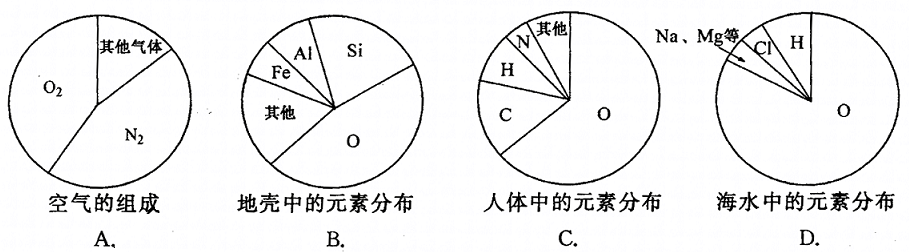 其他气体
O₂
N₂
空气的组成
A.
Al
Si
Fe
其他
O
地壳中的元素分布
B.
N
其他
H
C
O
人体中的元素分布
C.
Na、Mg等
Cl
H
O
海水中的元素分布
D.